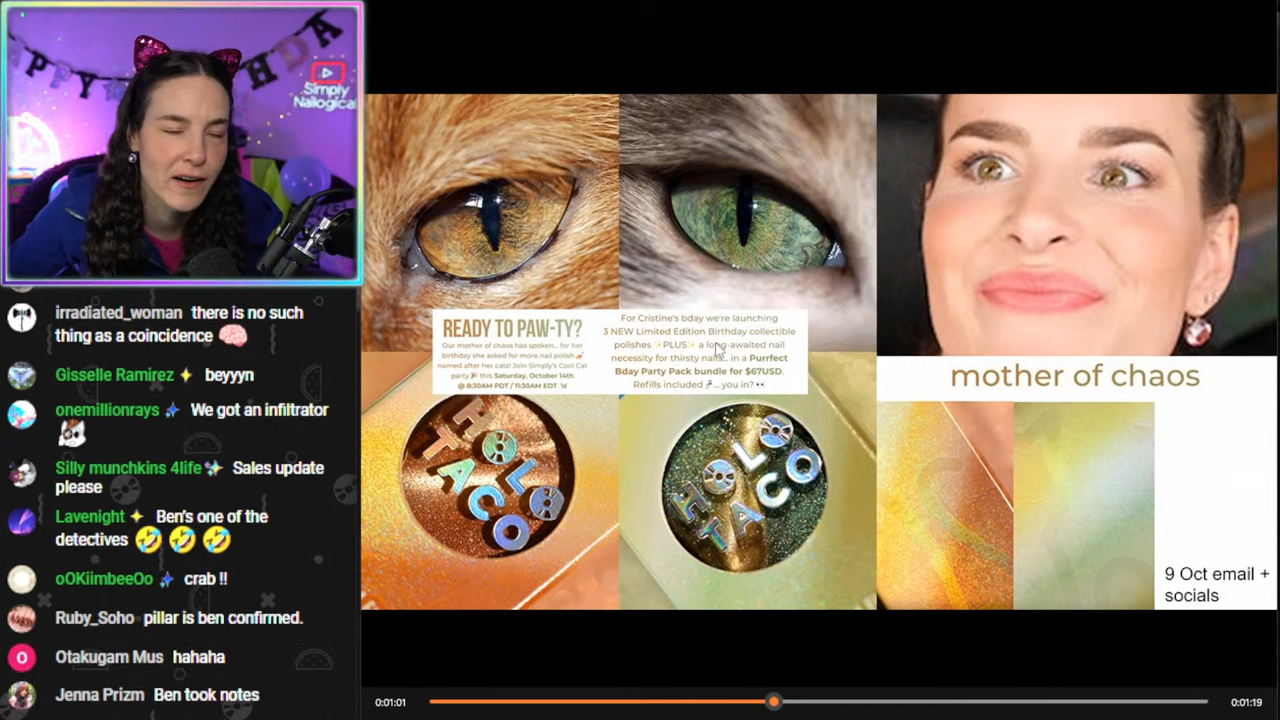 HDA
PPY
Simply
Nailogical
irradiated_woman there is no such
thing as a coincidence
Gisselle Ramirez beyyyn
onemillionrays We got an infiltrator
Silly munchkins 4life Sales update
please
Lavenight Ben's one of the
detectives
oOKiimbeeOo crab !!
Ruby_Soho pillar is ben confirmed.
Otakugam Mus hahaha
Jenna Prizm Ben took notes
READY TO PAW-TY?
Our mother of chaos has spoken... for her
birthday she asked for more nail polish
named after her cats! Join Simply's Cool Cat
party this Saturday, October 14th
@ 8:30AM PDT / 11:30AM EDT.
For Cristine's bday we're launching
3 NEW Limited Edition Birthday collectible
polishes ✨PLUS✨ a long-awaited nail
necessity for thirsty nails... in a Purrfect
Bday Party Pack bundle for $67USD.
Refills included ... you in? 👀
HOLO
TACO
HOLO
TACO
mother of chaos
9 Oct email +
socials
0:01:01
0:01:19